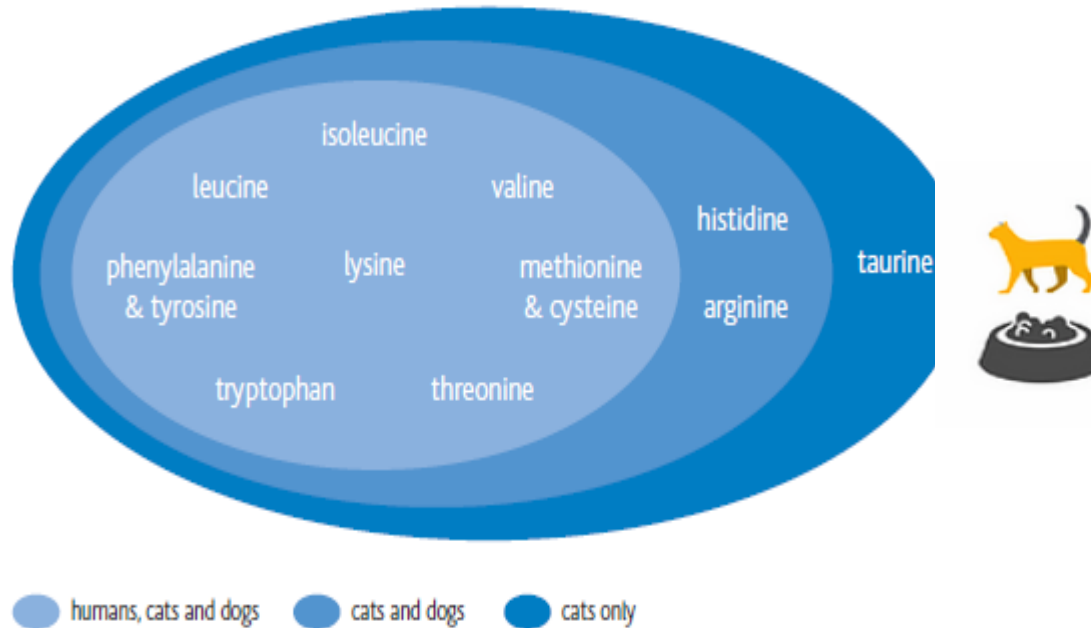 isoleucine
leucine
valine
histidine
phenylalanine
& tyrosine
lysine
methionine
& cysteine
taurine
arginine
tryptophan
threonine
humans, cats and dogs
cats and dogs
cats only